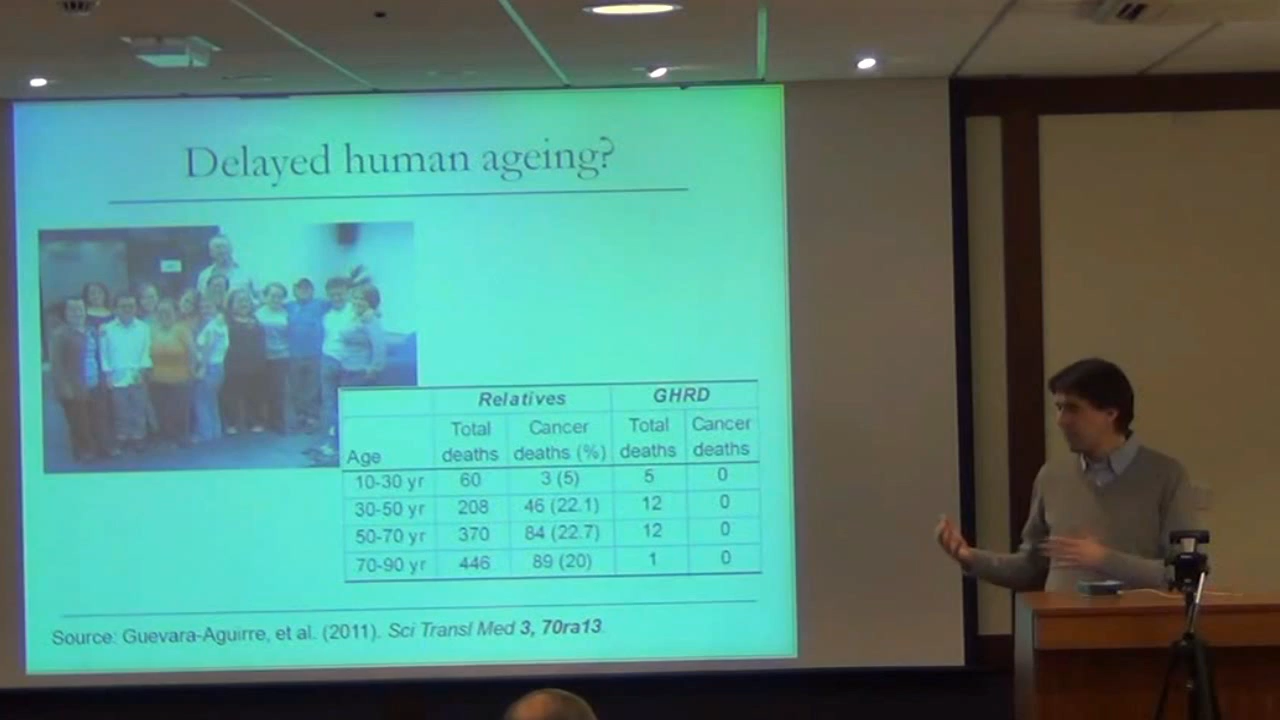 Delayed human ageing?
Relatives GHRD
Total Cancer Total Cancer
Age deaths deaths (%) deaths deaths
10-30 yr 60 3 (5) 5 0
30-50 yr 208 46 (22.1) 12 0
50-70 yr 370 84 (22.7) 12 0
70-90 yr 446 89 (20) 1 0
Source: Guevara-Aguirre, et al. (2011). Sci Transl Med 3, 70ra13.